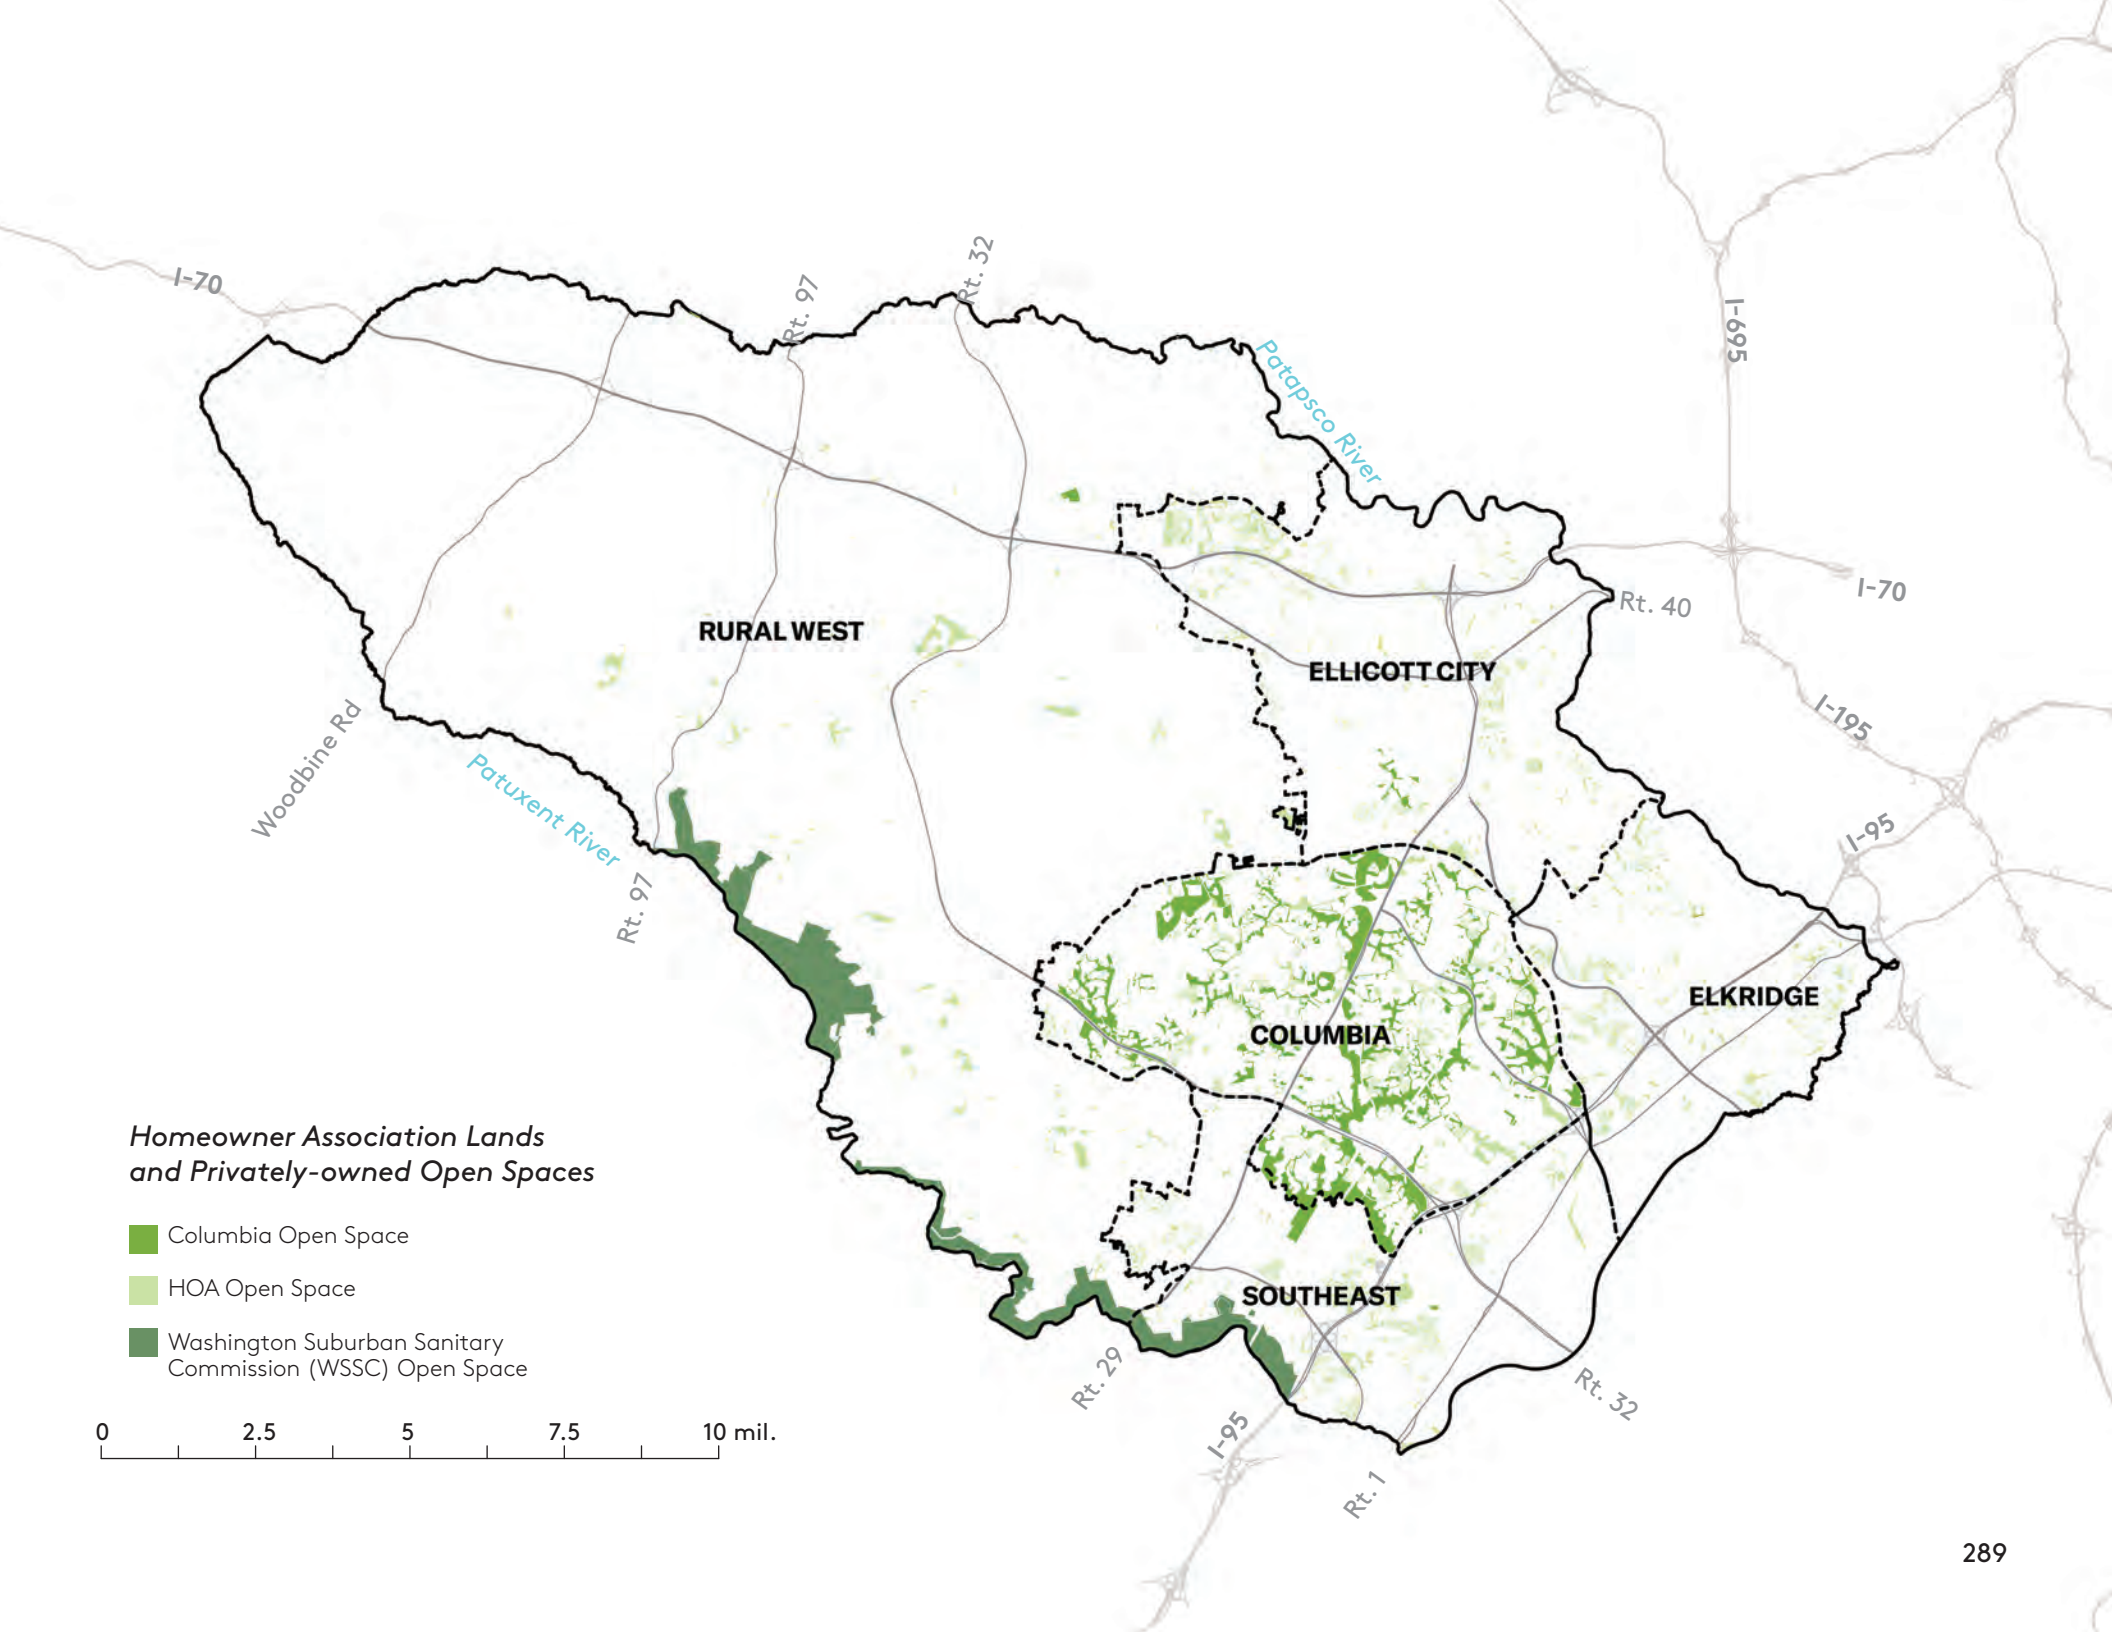 I-70
Rt. 97
Rt. 32
Patapsco River
I-695
I-70
Rt. 40
RURAL WEST
ELLICOTT CITY
I-195
Woodbine Rd
Patuxent River
Rt. 97
I-95
ELKRIDGE
COLUMBIA
SOUTHEAST
Rt. 29
I-95
Rt. 1
Rt. 32
Homeowner Association Lands
and Privately-owned Open Spaces
Columbia Open Space
HOA Open Space
Washington Suburban Sanitary
Commission (WSSC) Open Space
0 2.5 5 7.5 10 mil.
289